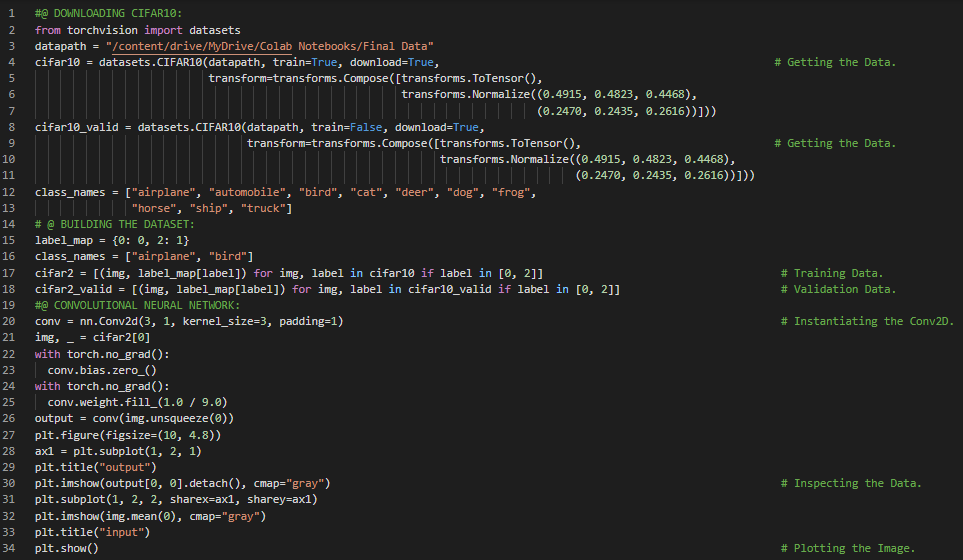 1 #@ DOWNLOADING CIFAR10:
2 from torchvision import datasets
3 datapath = "/content/drive/MyDrive/Colab Notebooks/Final Data"
4 cifar10 = datasets.CIFAR10(datapath, train=True, download=True, # Getting the Data.
5 transform=transforms.Compose([transforms.ToTensor(),
6 transforms.Normalize((0.4915, 0.4823, 0.4468),
7 (0.2470, 0.2435, 0.2616))]))
8 cifar10_valid = datasets.CIFAR10(datapath, train=False, download=True,
9 transform=transforms.Compose([transforms.ToTensor(), # Getting the Data.
10 transforms.Normalize((0.4915, 0.4823, 0.4468),
11 (0.2470, 0.2435, 0.2616))]))
12 class_names = ["airplane", "automobile", "bird", "cat", "deer", "dog", "frog",
13 "horse", "ship", "truck"]
14 # @ BUILDING THE DATASET:
15 label_map = {0: 0, 2: 1}
16 class_names = ["airplane", "bird"]
17 cifar2 = [(img, label_map[label]) for img, label in cifar10 if label in [0, 2]] # Training Data.
18 cifar2_valid = [(img, label_map[label]) for img, label in cifar10_valid if label in [0, 2]] # Validation Data.
19 #@ CONVOLUTIONAL NEURAL NETWORK:
20 conv = nn.Conv2d(3, 1, kernel_size=3, padding=1) # Instantiating the Conv2D.
21 img, _ = cifar2[0]
22 with torch.no_grad():
23 conv.bias.zero_()
24 with torch.no_grad():
25 conv.weight.fill_(1.0 / 9.0)
26 output = conv(img.unsqueeze(0))
27 plt.figure(figsize=(10, 4.8))
28 ax1 = plt.subplot(1, 2, 1)
29 plt.title("output")
30 plt.imshow(output[0, 0].detach(), cmap="gray") # Inspecting the Data.
31 plt.subplot(1, 2, 2, sharex=ax1, sharey=ax1)
32 plt.imshow(img.mean(0), cmap="gray")
33 plt.title("input")
34 plt.show() # Plotting the Image.